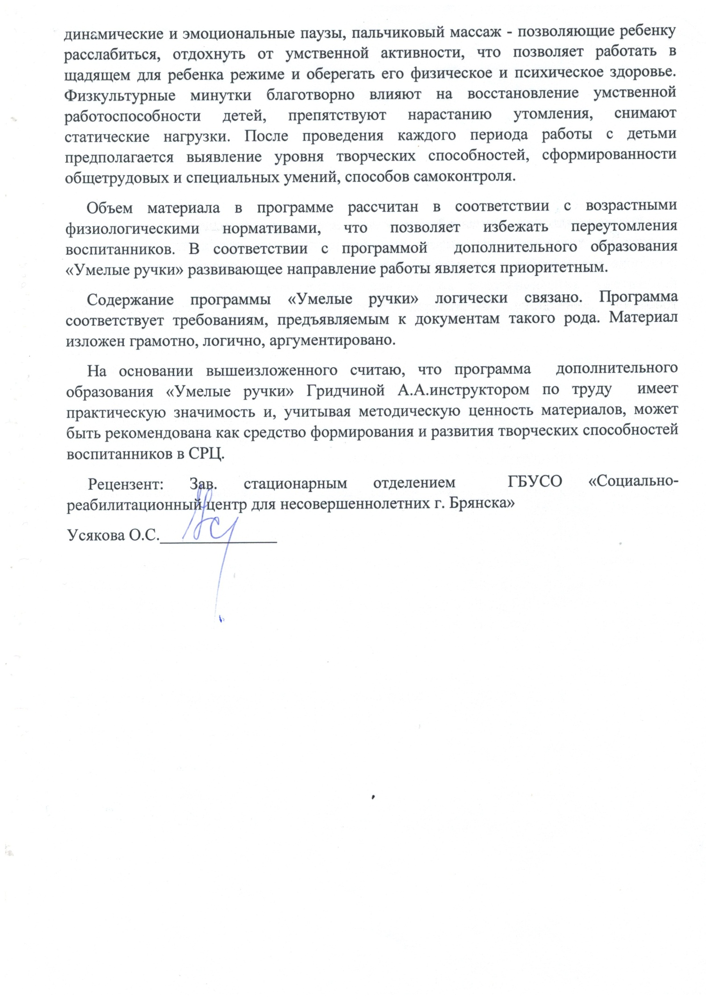 динамические и эмоциональные паузы, пальчиковый массаж - позволяющие ребенку
расслабиться, отдохнуть от умственной активности, что позволяет работать в
щадящем для ребенка режиме и оберегать его физическое и психическое здоровье.
Физкультурные минутки благотворно влияют на восстановление умственной
работоспособности детей, препятствуют нарастанию утомления, снимают
статические нагрузки. После проведения каждого периода работы с детьми
предполагается выявление уровня творческих способностей, сформированности
общетрудовых и специальных умений, способов самоконтроля.
Объем материала в программе рассчитан в соответствии с возрастными
физиологическими нормативами, что позволяет избежать переутомления
воспитанников. В соответствии с программой дополнительного образования
«Умелые ручки» развивающее направление работы является приоритетным.
Содержание программы «Умелые ручки» логически связано. Программа
соответствует требованиям, предъявляемым к документам такого рода. Материал
изложен грамотно, логично, аргументировано.
На основании вышеизложенного считаю, что программа дополнительного
образования «Умелые ручки» Гридчиной А.А.инструктором по труду имеет
практическую значимость и, учитывая методическую ценность материалов, может
быть рекомендована как средство формирования и развития творческих способностей
воспитанников в СРЦ.
Рецензент: Зав. стационарным отделением ГБУСО «Социально-
реабилитационный центр для несовершеннолетних г. Брянска»
Усякова О.С.______________